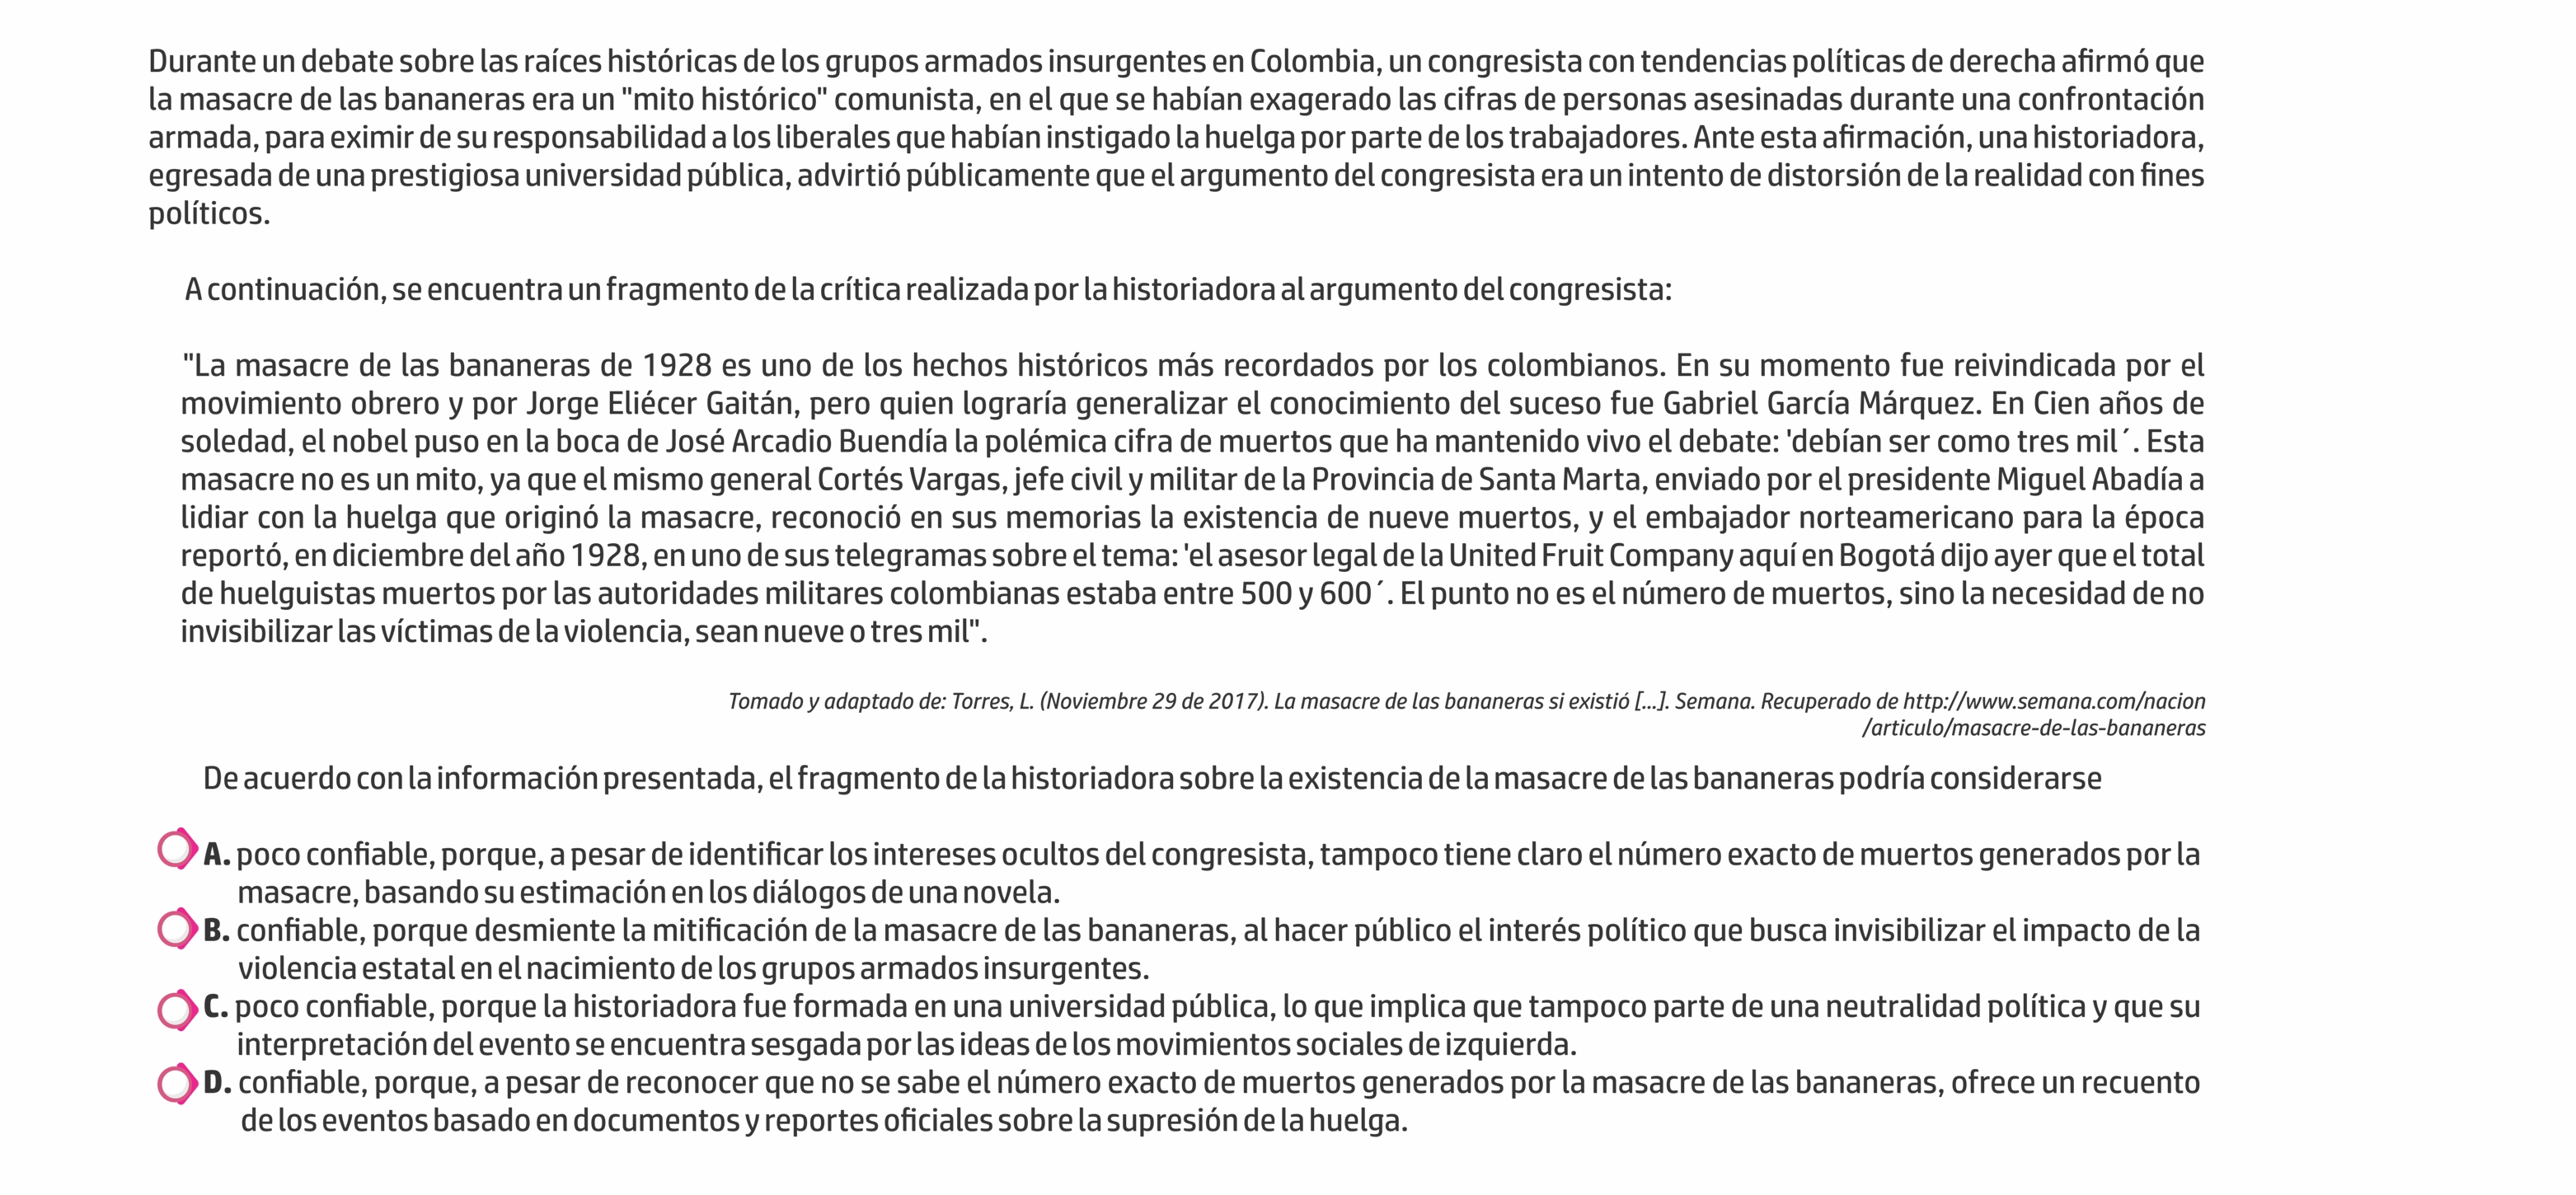 Durante un debate sobre las raíces históricas de los grupos armados insurgentes en Colombia, un congresista con tendencias políticas de derecha afirmó que
la masacre de las bananeras era un "mito histórico" comunista, en el que se habían exagerado las cifras de personas asesinadas durante una confrontación
armada, para eximir de su responsabilidad a los liberales que habían instigado la huelga por parte de los trabajadores. Ante esta afirmación, una historiadora,
egresada de una prestigiosa universidad pública, advirtió públicamente que el argumento del congresista era un intento de distorsión de la realidad con fines
políticos.
A continuación, se encuentra un fragmento de la crítica realizada por la historiadora al argumento del congresista:
"La masacre de las bananeras de 1928 es uno de los hechos históricos más recordados por los colombianos. En su momento fue reivindicada por el
movimiento obrero y por Jorge Eliécer Gaitán, pero quien lograría generalizar el conocimiento del suceso fue Gabriel García Márquez. En Cien años de
soledad, el nobel puso en la boca de José Arcadio Buendía la polémica cifra de muertos que ha mantenido vivo el debate: 'debían ser como tres mil´. Esta
masacre no es un mito, ya que el mismo general Cortés Vargas, jefe civil y militar de la Provincia de Santa Marta, enviado por el presidente Miguel Abadía a
lidiar con la huelga que originó la masacre, reconoció en sus memorias la existencia de nueve muertos, y el embajador norteamericano para la época
reportó, en diciembre del año 1928, en uno de sus telegramas sobre el tema: 'el asesor legal de la United Fruit Company aquí en Bogotá dijo ayer que el total
de huelguistas muertos por las autoridades militares colombianas estaba entre 500 y 600´. El punto no es el número de muertos, sino la necesidad de no
invisibilizar las víctimas de la violencia, sean nueve o tres mil".
Tomado y adaptado de: Torres, L. (Noviembre 29 de 2017). La masacre de las bananeras si existió [...]. Semana. Recuperado de http://www.semana.com/nacion
/articulo/masacre-de-las-bananeras
De acuerdo con la información presentada, el fragmento de la historiadora sobre la existencia de la masacre de las bananeras podría considerarse
A. poco confiable, porque, a pesar de identificar los intereses ocultos del congresista, tampoco tiene claro el número exacto de muertos generados por la
masacre, basando su estimación en los diálogos de una novela.
B. confiable, porque desmiente la mitificación de la masacre de las bananeras, al hacer público el interés político que busca invisibilizar el impacto de la
violencia estatal en el nacimiento de los grupos armados insurgentes.
C. poco confiable, porque la historiadora fue formada en una universidad pública, lo que implica que tampoco parte de una neutralidad política y que su
interpretación del evento se encuentra sesgada por las ideas de los movimientos sociales de izquierda.
D. confiable, porque, a pesar de reconocer que no se sabe el número exacto de muertos generados por la masacre de las bananeras, ofrece un recuento
de los eventos basado en documentos y reportes oficiales sobre la supresión de la huelga.